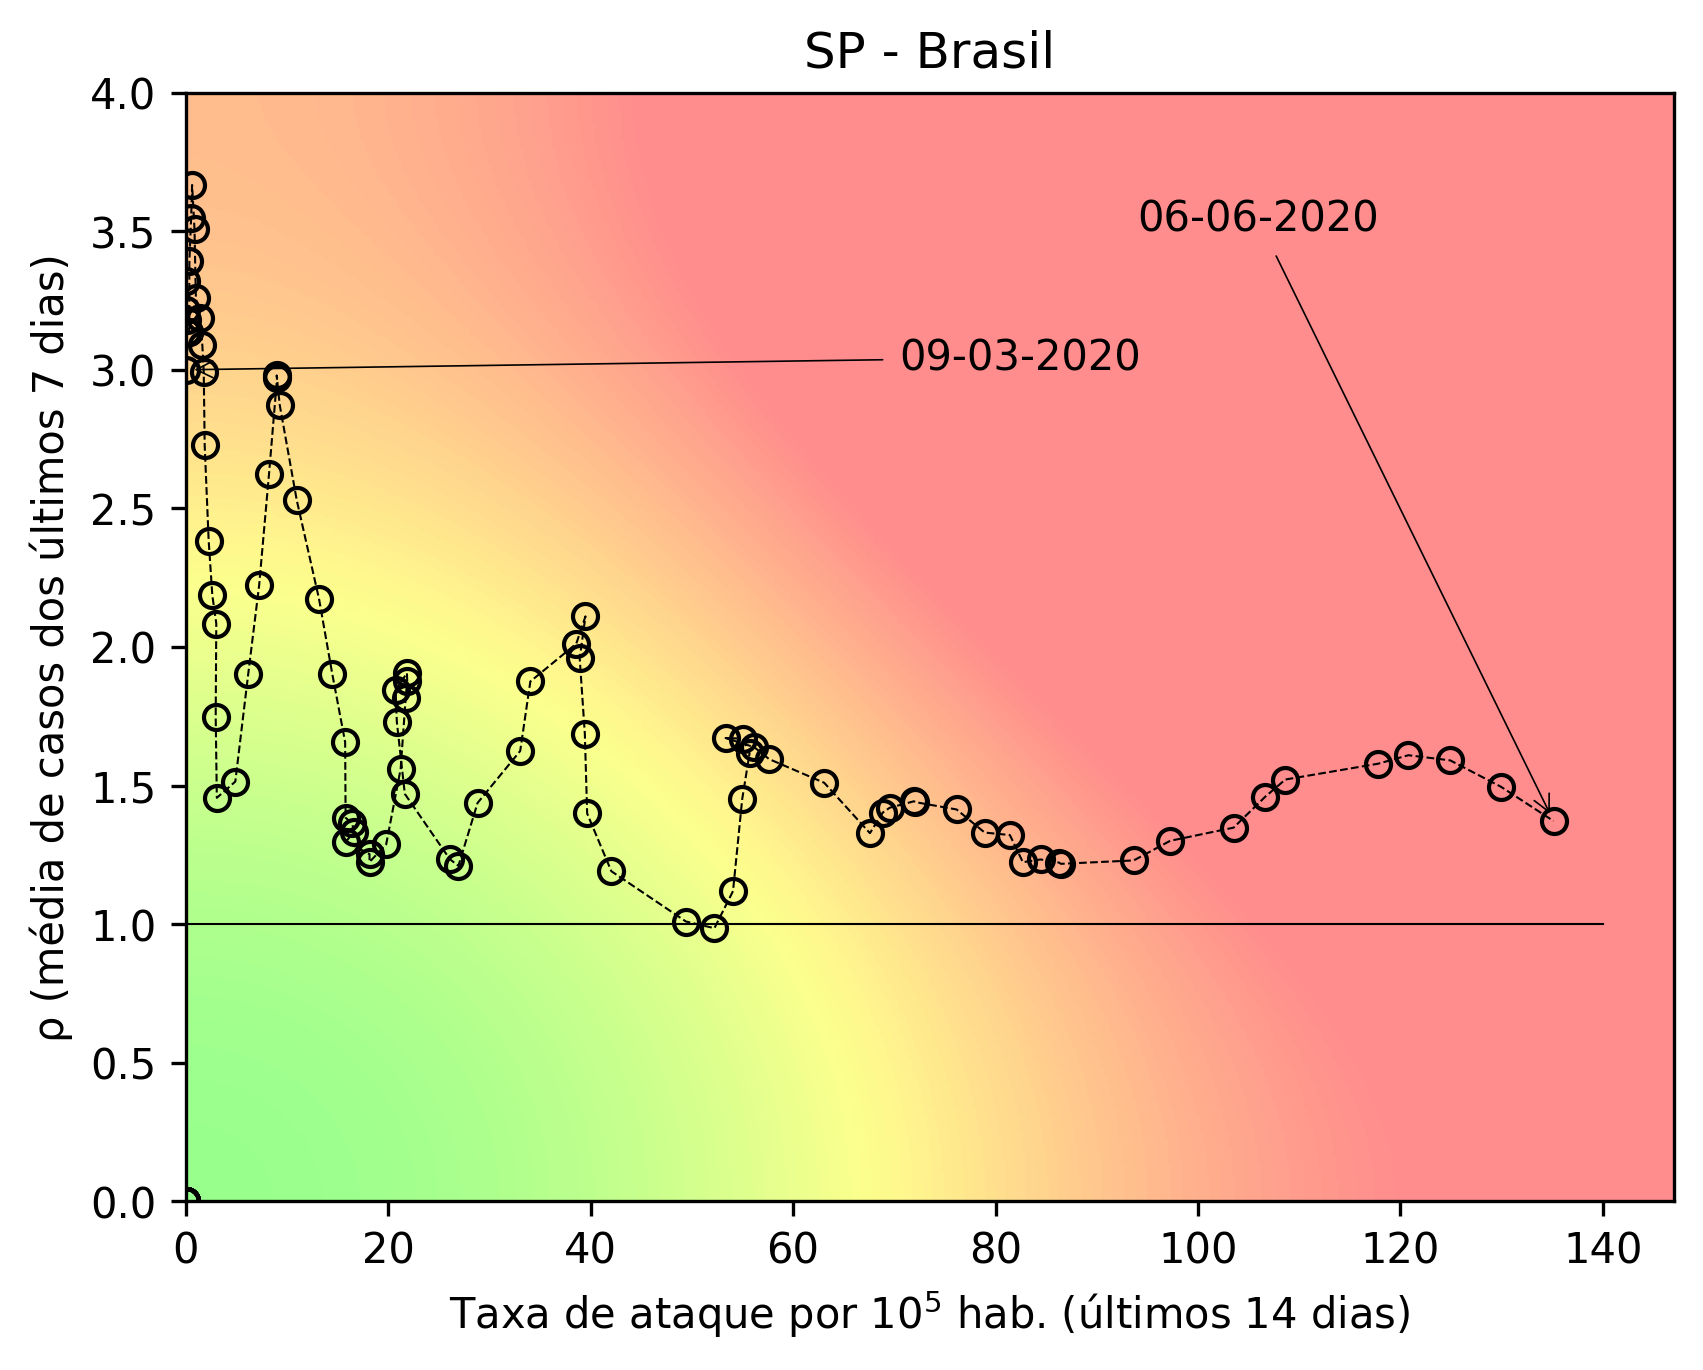 SP - Brasil
ρ (média de casos dos últimos 7 dias)
4.0
3.5
3.0
2.5
2.0
1.5
1.0
0.5
0.0
06-06-2020
09-03-2020
0 20 40 60 80 100 120 140
Taxa de ataque por 10⁵ hab. (últimos 14 dias)